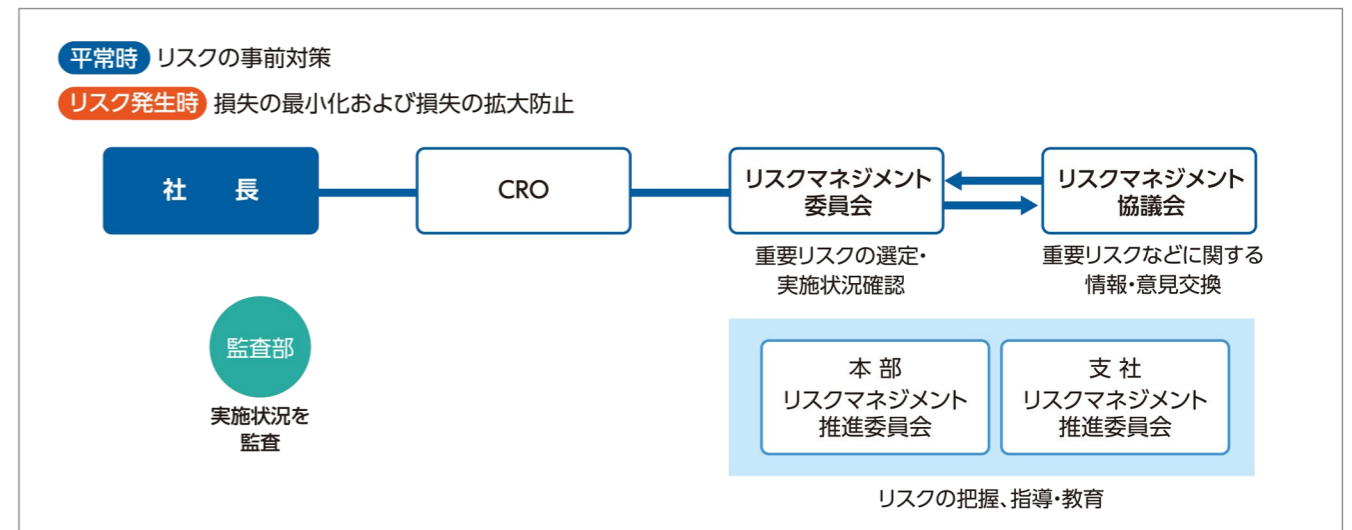 平常時 リスクの事前対策
リスク発生時 損失の最小化および損失の拡大防止
社 長
CRO
リスクマネジメント
委員会
リスクマネジメント
協議会
重要リスクの選定・
実施状況確認
重要リスクなどに関する
情報・意見交換
監査部
実施状況を
監査
本 部
リスクマネジメント
推進委員会
支 社
リスクマネジメント
推進委員会
リスクの把握、指導・教育